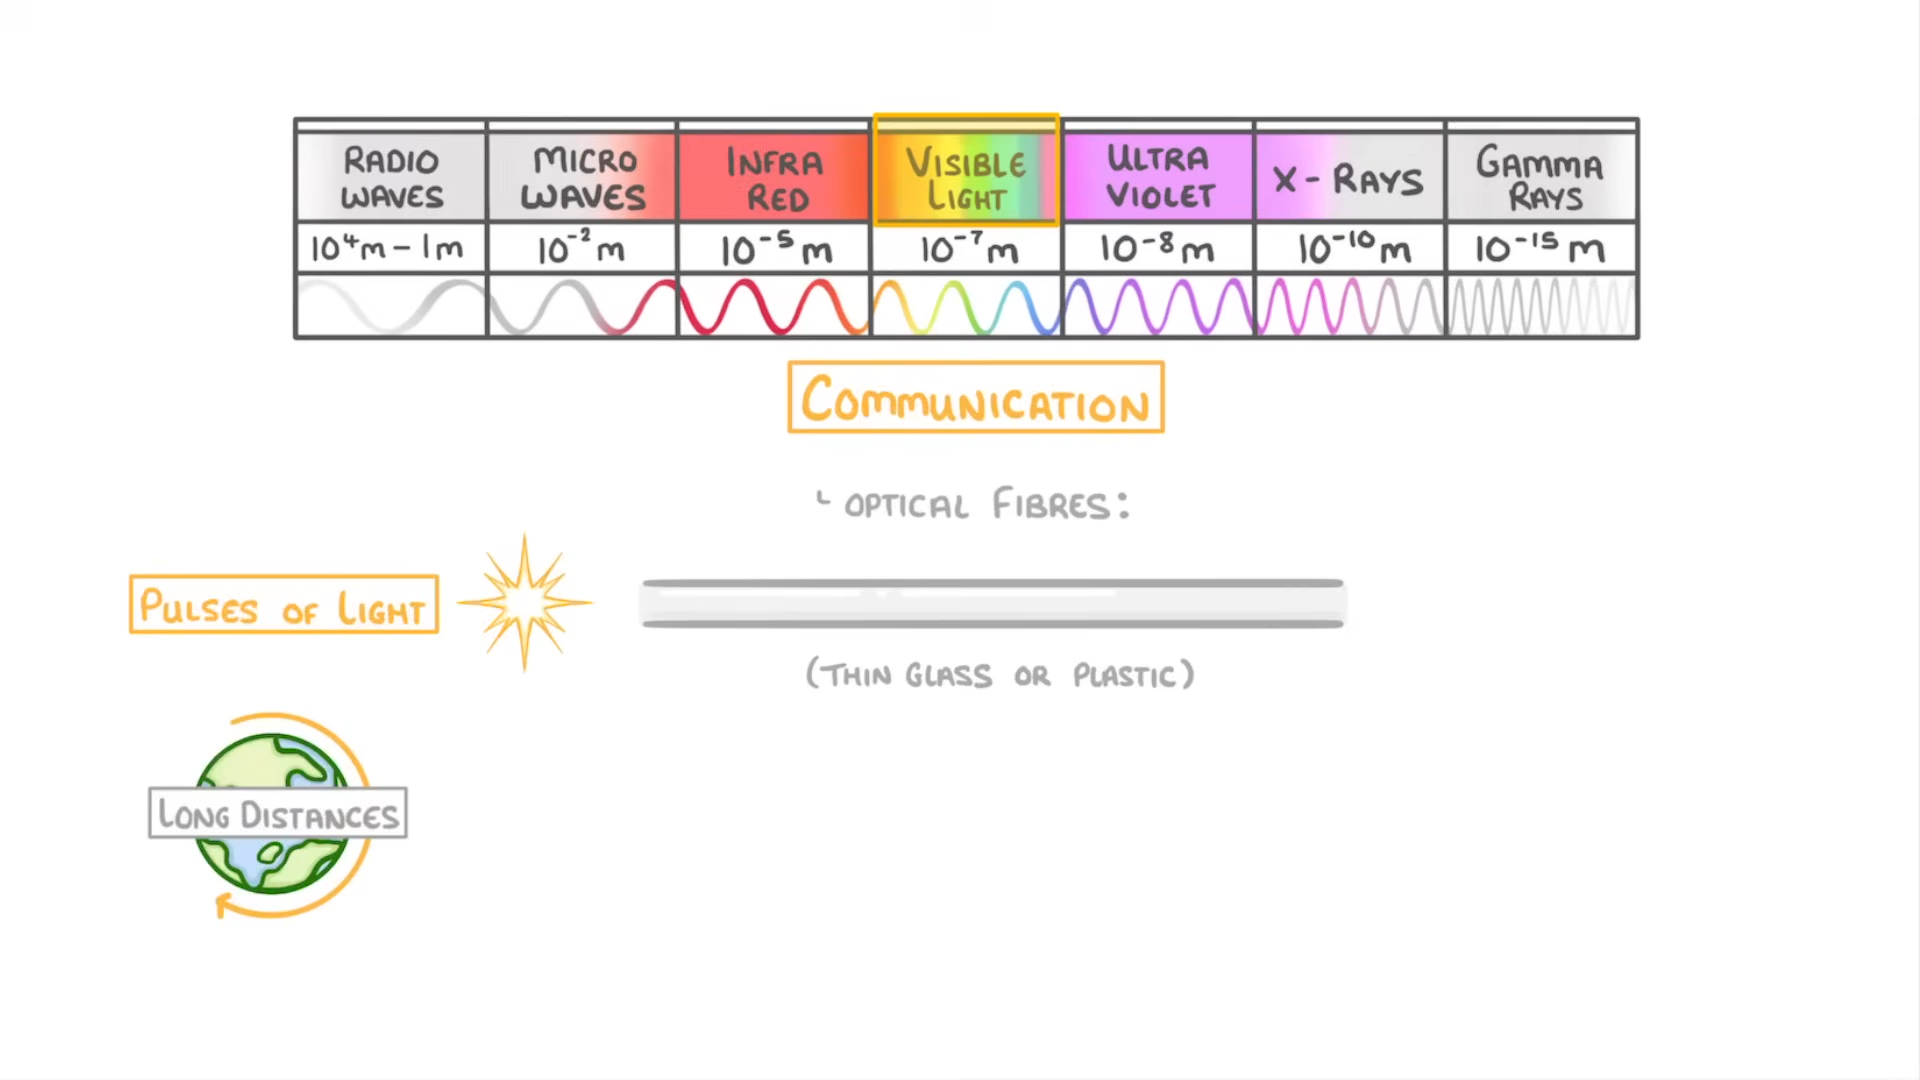 RADIO WAVES
MICRO WAVES
INFRA RED
VISIBLE LIGHT
ULTRA VIOLET
X-RAYS
GAMMA RAYS
10⁴m – 1m
10⁻²m
10⁻⁵m
10⁻⁷m
10⁻⁸m
10⁻¹⁰m
10⁻¹⁵m
COMMUNICATION
OPTICAL FIBRES:
PULSES OF LIGHT
(THIN GLASS OR PLASTIC)
LONG DISTANCES